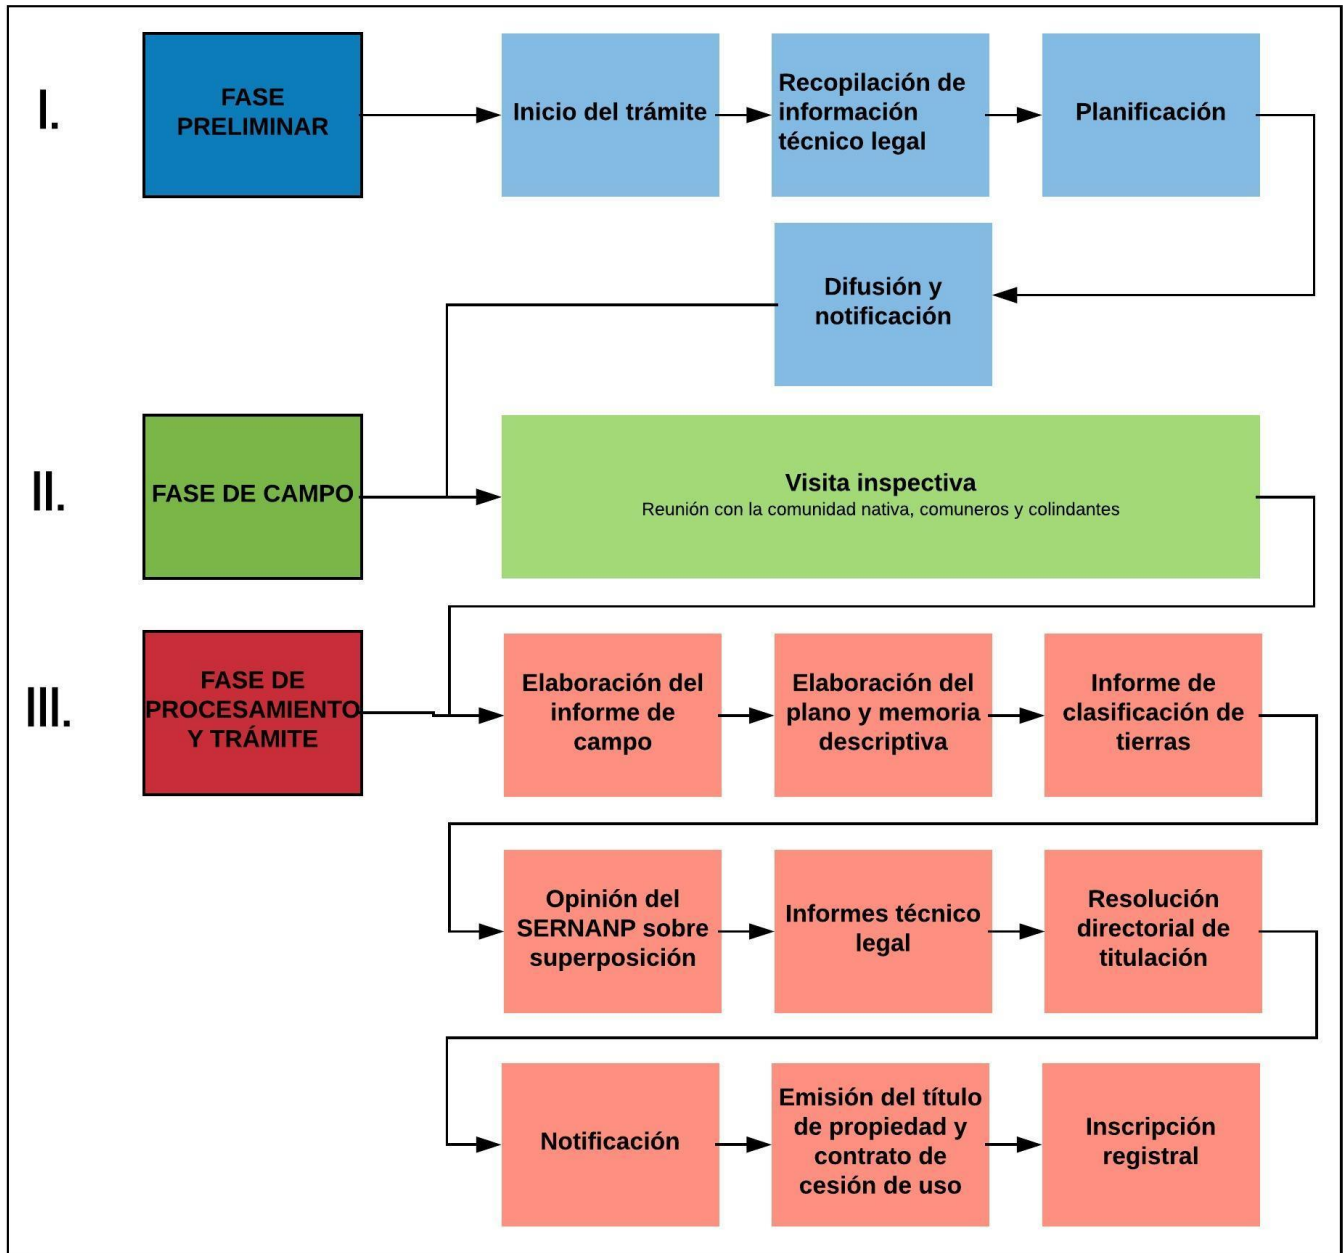 I.
FASE
PRELIMINAR
Inicio del trámite
Recopilación de
información
técnico legal
Planificación
Difusión y
notificación
II.
FASE DE CAMPO
Visita inspectiva
Reunión con la comunidad nativa, comuneros y colindantes
III.
FASE DE
PROCESAMIENTO
Y TRÁMITE
Elaboración del
informe de
campo
Elaboración del
plano y memoria
descriptiva
Informe de
clasificación de
tierras
Opinión del
SERNANP sobre
superposición
Informes técnico
legal
Resolución
directorial de
titulación
Notificación
Emisión del título
de propiedad y
contrato de
cesión de uso
Inscripción
registral